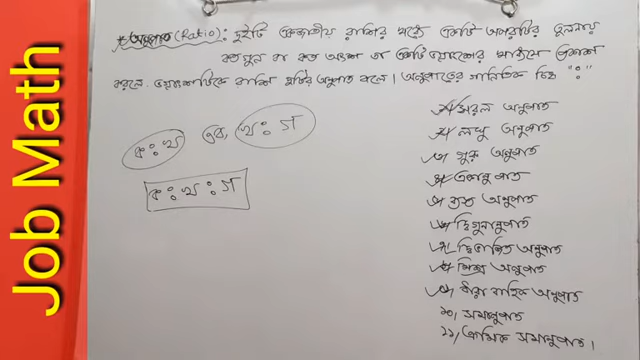 Job Math
* অনুপাত (Ratio) : দুইটি একজাতীয় রাশির মধ্যে একটি অপরটির তুলনায়
কত গুন বা কত অংশ তা একটি ভগ্নাংশের মাধ্যমে প্রকাশ
করলে ভগ্নাংশটিকে রাশি দুটির অনুপাত বলে। অনুপাতের গানিতিক চিহ্ন ":"
ক : খ এবং, খ : গ
ক : খ : গ
১, সরল অনুপাত
২, লঘু অনুপাত
৩, গুরু অনুপাত
৪, একানুপাত
৫, ব্যস্ত অনুপাত
৬, দ্বিগুনানুপাত
৭, দ্বিভাজিত অনুপাত
৮, মিশ্র অনুপাত
৯, ধারা বাহিক অনুপাত
১০, সমানুপাত
১১, ক্রমিক সমানুপাত।